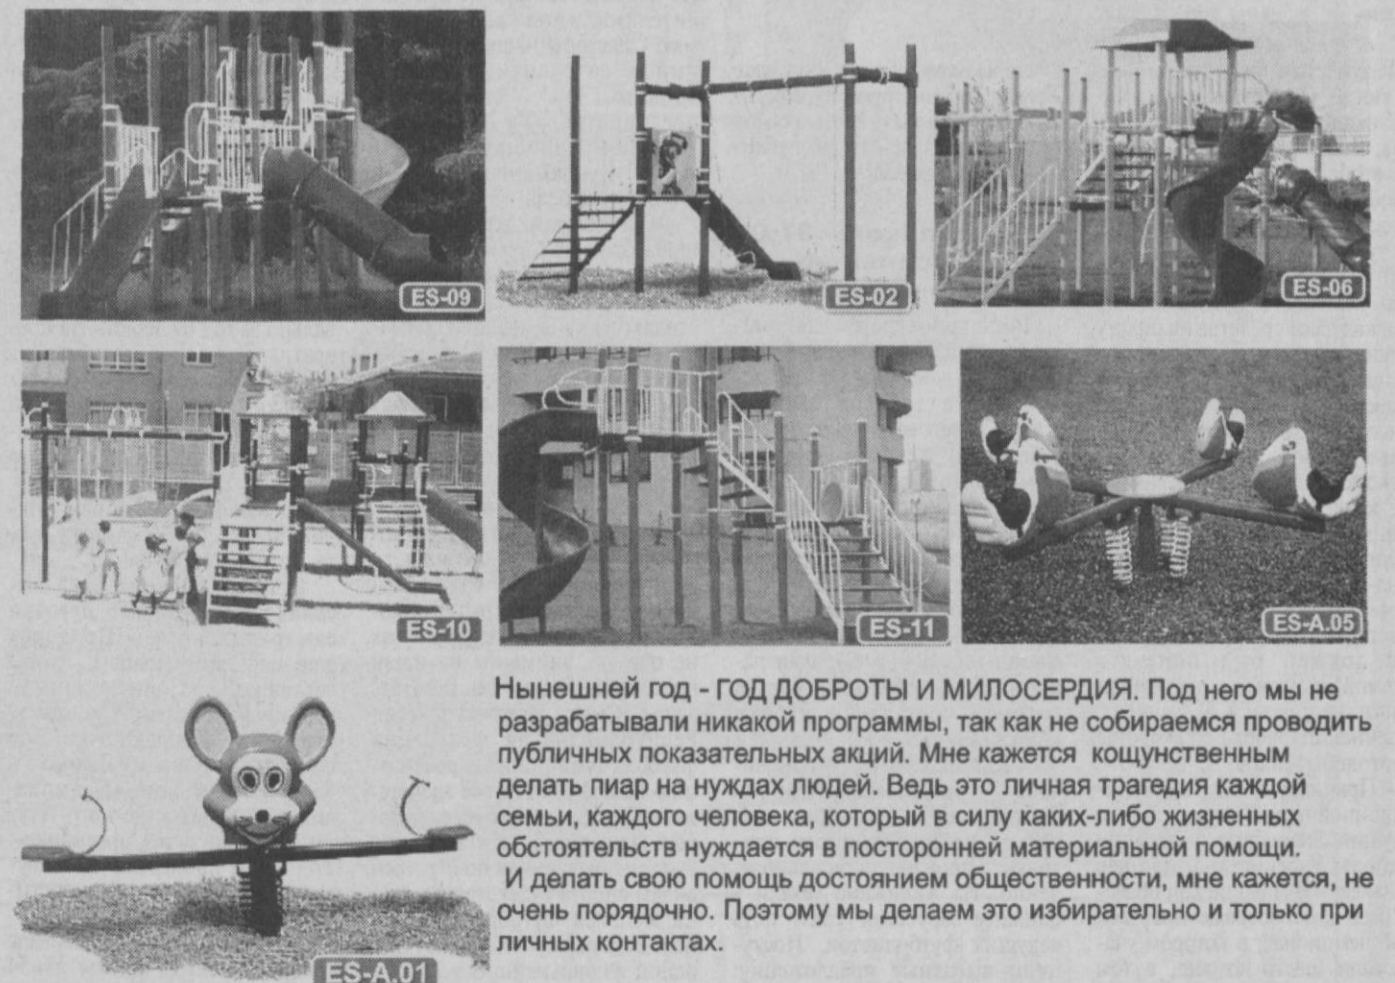 ES-09
ES-02
ES-06
ES-10
ES-11
ES-A.05
ES-A.01
Нынешней год - ГОД ДОБРОТЫ И МИЛОСЕРДИЯ. Под него мы не
разрабатывали никакой программы, так как не собираемся проводить
публичных показательных акций. Мне кажется кощунственным
делать пиар на нуждах людей. Ведь это личная трагедия каждой
семьи, каждого человека, который в силу каких-либо жизненных
обстоятельств нуждается в посторонней материальной помощи.
И делать свою помощь достоянием общественности, мне кажется, не
очень порядочно. Поэтому мы делаем это избирательно и только при
личных контактах.